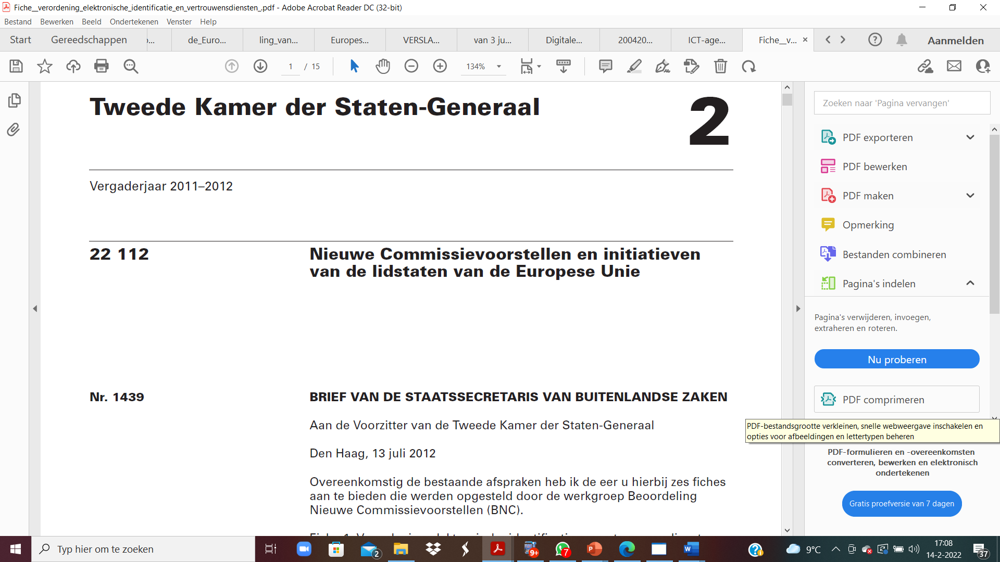 Fiche__verordening_elektronische_identificatie_en_vertrouwensdiensten_.pdf - Adobe Acrobat Reader DC (32-bit)
Bestand Bewerken Beeld Ondertekenen Venster Help
Start Gereedschappen de_Euro... ling_van... Europes... VERSLA... van 3 ju... Digitale... 200420... ICT-age... Fiche__v... Aanmelden
1 / 15 134%
Tweede Kamer der Staten-Generaal 2
Vergaderjaar 2011–2012
22 112 Nieuwe Commissievoorstellen en initiatieven
van de lidstaten van de Europese Unie
Nr. 1439 BRIEF VAN DE STAATSSECRETARIS VAN BUITENLANDSE ZAKEN
Aan de Voorzitter van de Tweede Kamer der Staten-Generaal
Den Haag, 13 juli 2012
Overeenkomstig de bestaande afspraken heb ik de eer u hierbij zes fiches
aan te bieden die werden opgesteld door de werkgroep Beoordeling
Nieuwe Commissievoorstellen (BNC).
Zoeken naar 'Pagina vervangen'
PDF exporteren
PDF bewerken
PDF maken
Opmerking
Bestanden combineren
Pagina's indelen
Pagina's verwijderen, invoegen,
extraheren en roteren.
Nu proberen
PDF comprimeren
PDF-bestandsgrootte verkleinen, snelle webweergave inschakelen en
opties voor afbeeldingen en lettertypen beheren
PDF-formulieren en -overeenkomsten
converteren, bewerken en elektronisch
ondertekenen
Gratis proefversie van 7 dagen
Typ hier om te zoeken
2
9+
7
9°C
17:08
14-2-2022
37